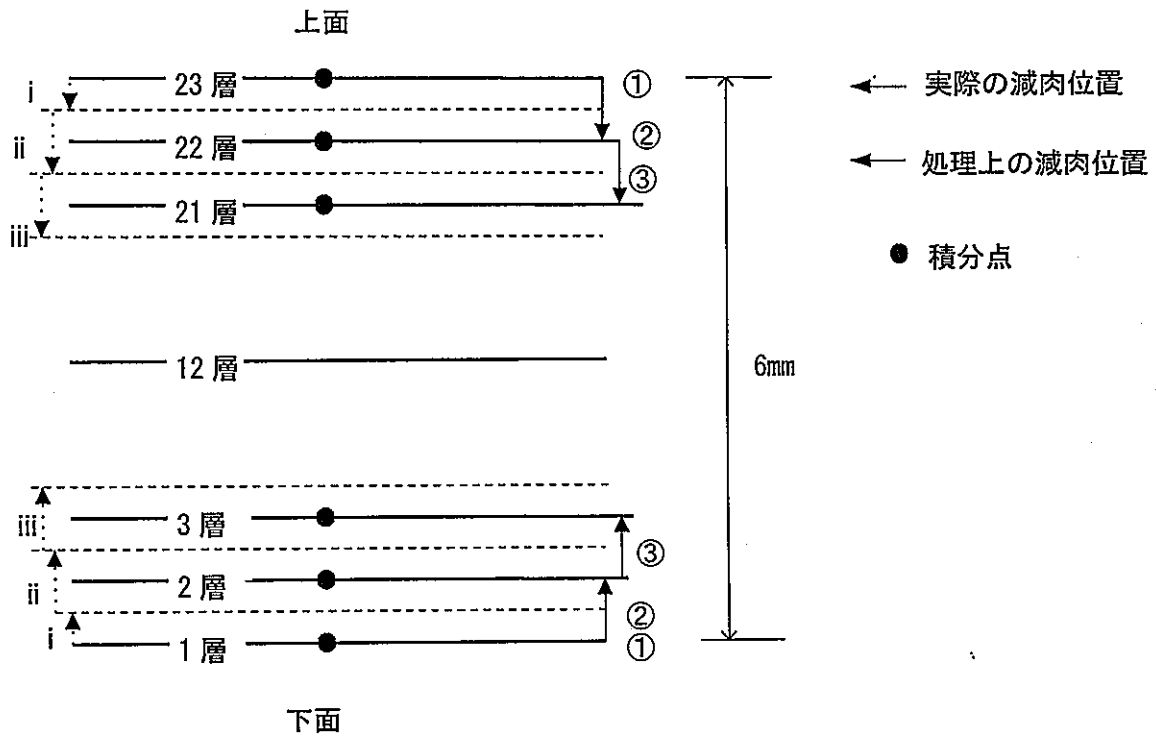 上面
i
23 層
①
実際の減肉位置
ii
22 層
②
処理上の減肉位置
③
iii
21 層
積分点
12 層
6mm
iii
3 層
③
ii
2 層
②
i
1 層
①
下面